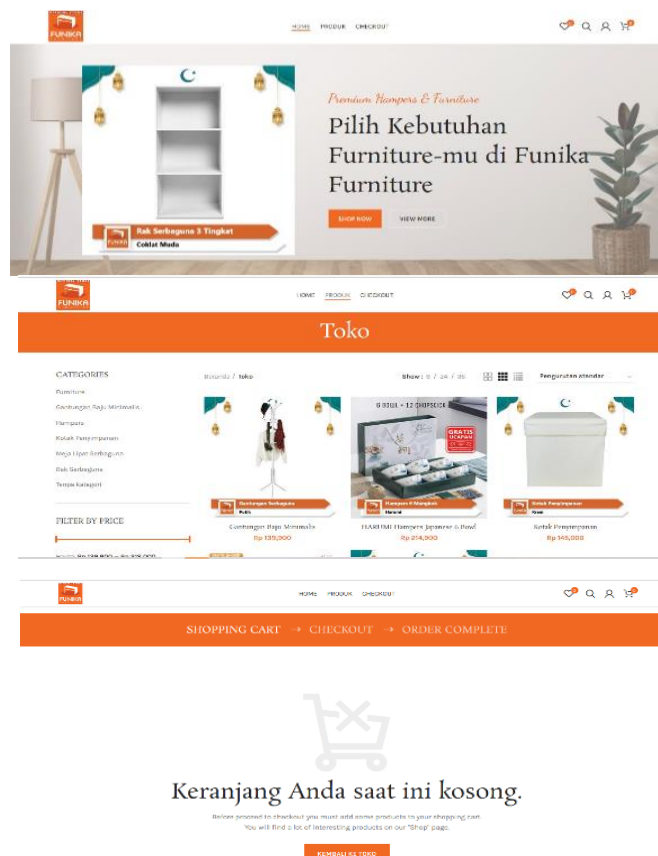 FUNIKA
HOME PRODUK CHECKOUT
Premium Hampers & Furniture
Pilih Kebutuhan
Furniture-mu di Funika
Furniture
SHOP NOW VIEW MORE
FUNIKA
Rak Serbaguna 3 Tingkat
Coklat Muda
FUNIKA
HOME PRODUK CHECKOUT
Toko
CATEGORIES
Furniture
Gantungan Baju Minimalis
Hampers
Kotak Penyimpanan
Meja Lipat Serbaguna
Rak Serbaguna
Tanpa Kategori
FILTER BY PRICE
Beranda / Toko
Show : 9 / 24 / 36
Pengurutan standar
Gantungan Serbaguna
Putih
Gantungan Baju Minimalis
Rp 139,900
6 BOWL + 12 CHOPSTICK
GRATIS
UCAPAN
Hampers 6 Mangkok
Natural
HARUMI Hampers Japanese 6 Bowl
Rp 214,900
Kotak Penyimpanan
Kotak Penyimpanan
Rp 145,000
FUNIKA
HOME PRODUK CHECKOUT
SHOPPING CART → CHECKOUT → ORDER COMPLETE
Keranjang Anda saat ini kosong.
Before proceed to checkout you must add some products to your shopping cart.
You will find a lot of interesting products on our "Shop" page.
KEMBALI KE TOKO